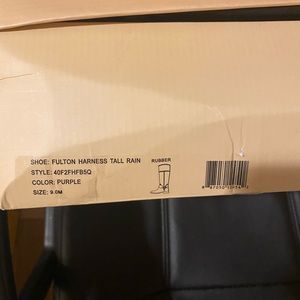 SHOE: FULTON HARNESS TALL RAIN
RUBBER
STYLE: 40F2FHFB5Q
COLOR: PURPLE
SIZE: 9.0M